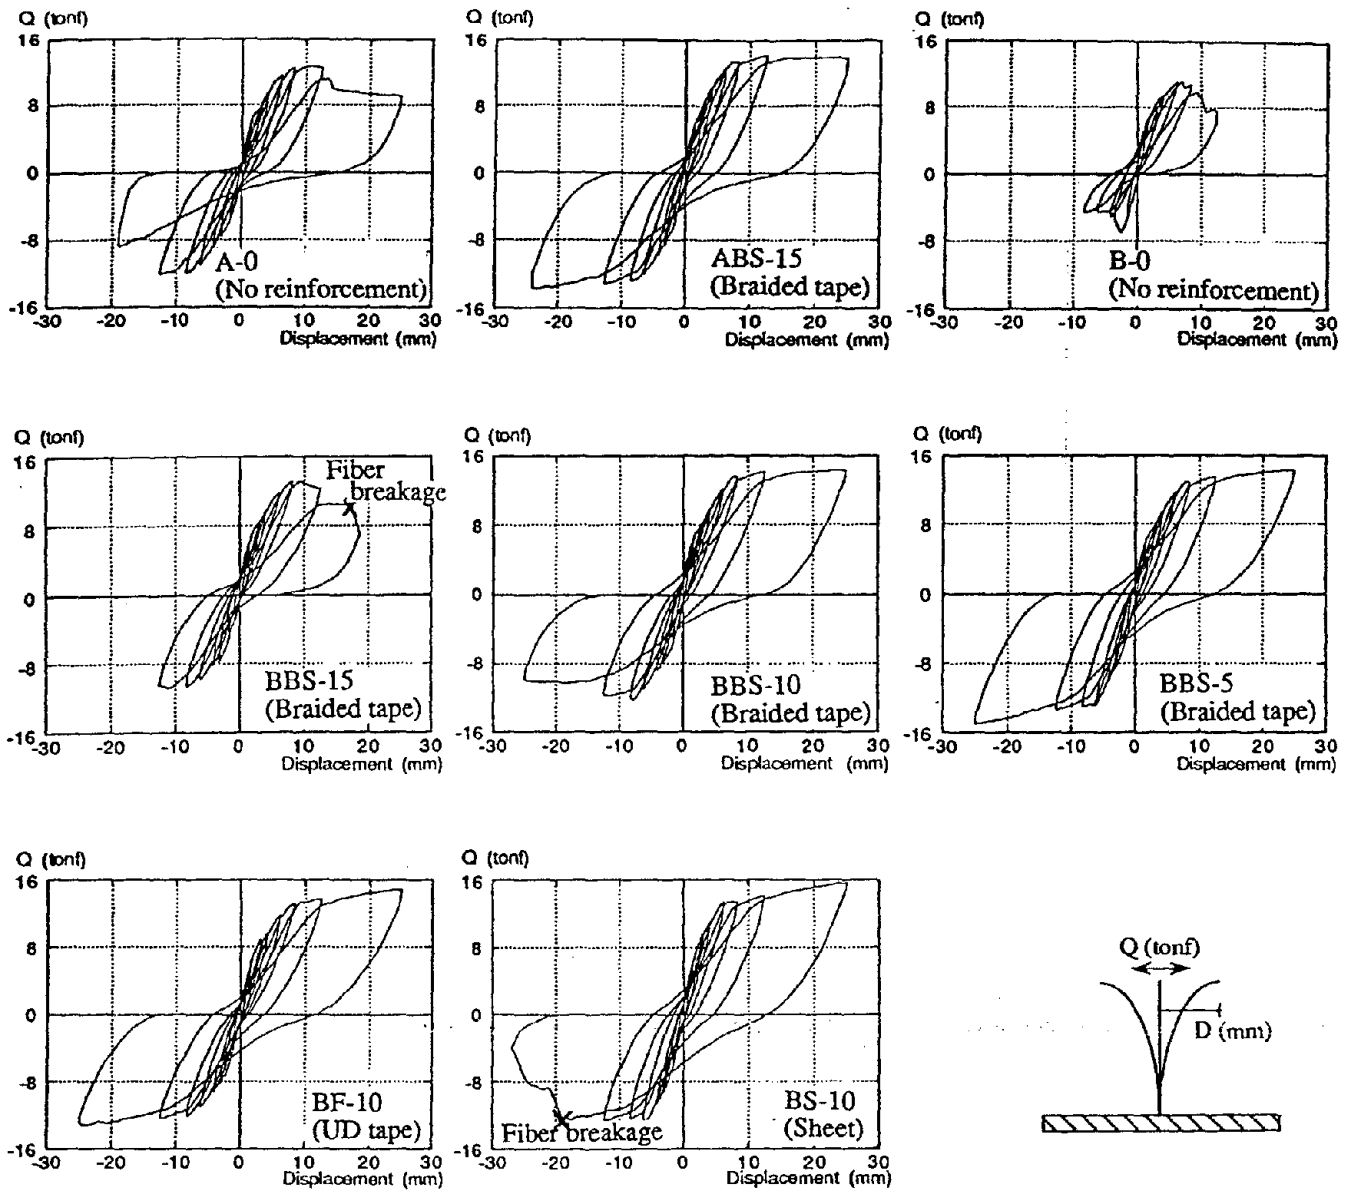 Q (tonf)
16
8
0
-8
-16
-30 -20 -10 0 10 20 30
Displacement (mm)
A-0
(No reinforcement)
Q (tonf)
16
8
0
-8
-16
-30 -20 -10 0 10 20 30
Displacement (mm)
ABS-15
(Braided tape)
Q (tonf)
16
8
0
-8
-16
-30 -20 -10 0 10 20 30
Displacement (mm)
B-0
(No reinforcement)
Q (tonf)
16
8
0
-8
-16
-30 -20 -10 0 10 20 30
Displacement (mm)
Fiber
breakage
BBS-15
(Braided tape)
Q (tonf)
16
8
0
-8
-16
-30 -20 -10 0 10 20 30
Displacement (mm)
BBS-10
(Braided tape)
Q (tonf)
16
8
0
-8
-16
-30 -20 -10 0 10 20 30
Displacement (mm)
BBS-5
(Braided tape)
Q (tonf)
16
8
0
-8
-16
-30 -20 -10 0 10 20 30
Displacement (mm)
BF-10
(UD tape)
Q (tonf)
16
8
0
-8
-16
-30 -20 -10 0 10 20 30
Displacement (mm)
Fiber breakage
BS-10
(Sheet)
Q (tonf)
D (mm)